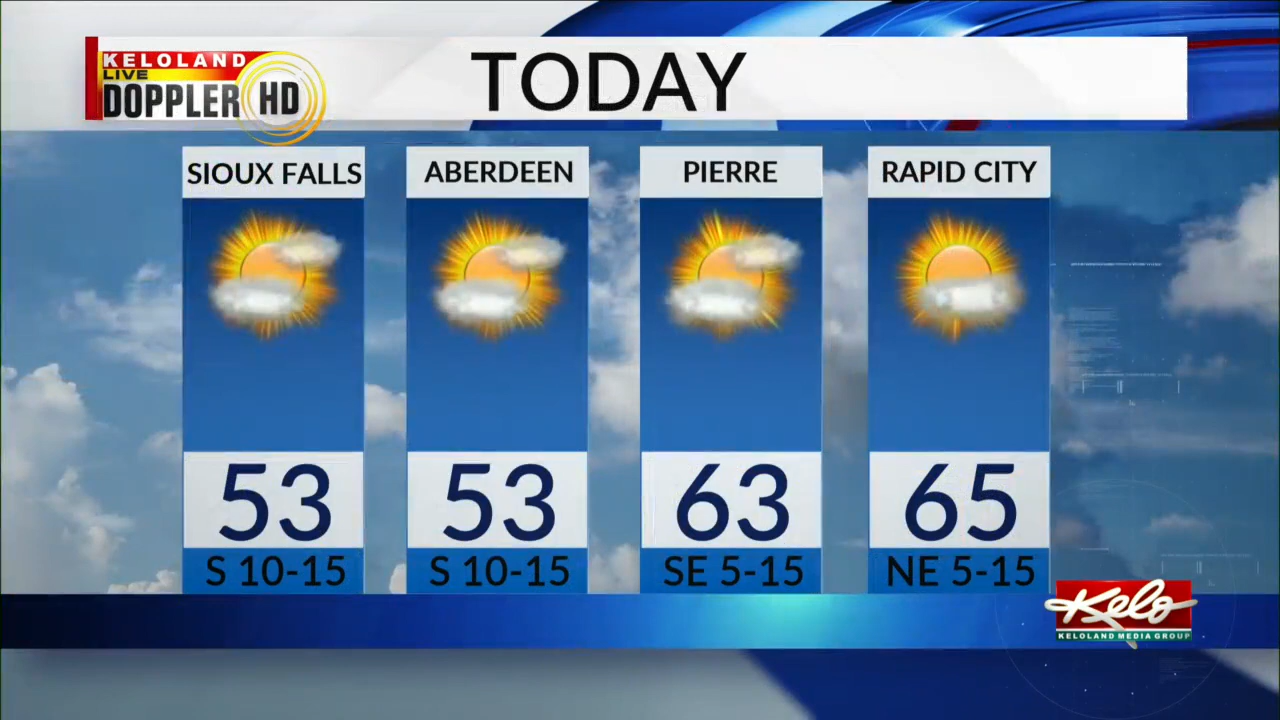 KELOLAND
LIVE
DOPPLER HD
TODAY
SIOUX FALLS
ABERDEEN
PIERRE
RAPID CITY
53
53
63
65
S 10-15
S 10-15
SE 5-15
NE 5-15
Kelo
KELOLAND MEDIA GROUP